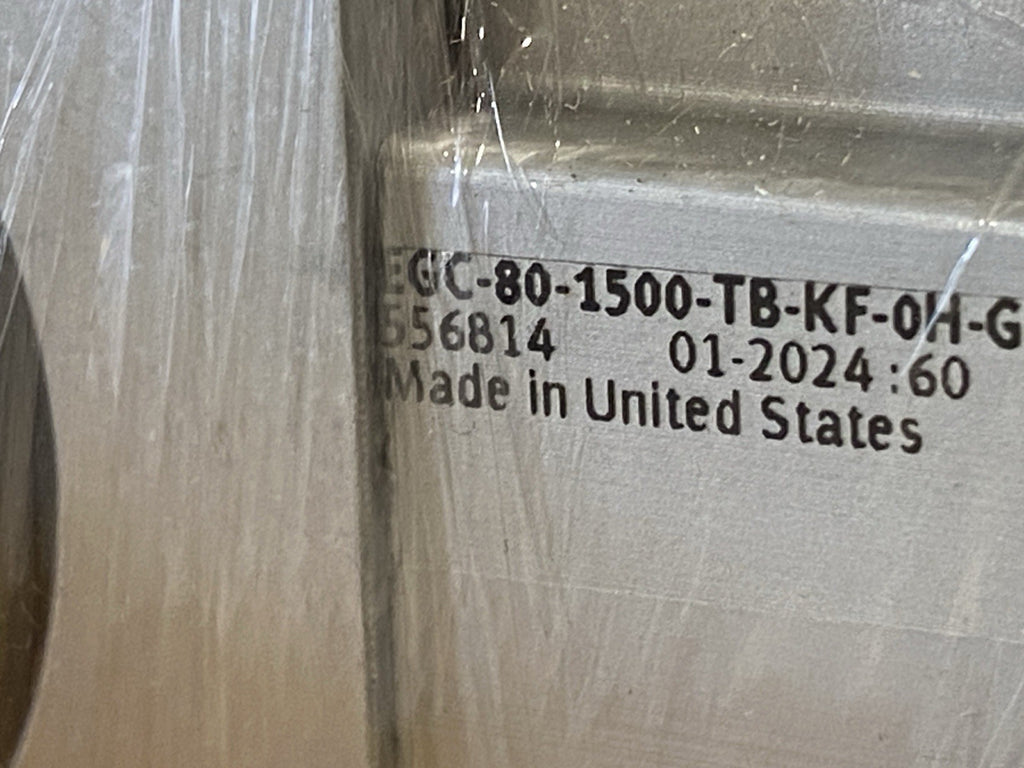 EGC-80-1500-TB-KF-0H-G
556814 01-2024 :60
Made in United States